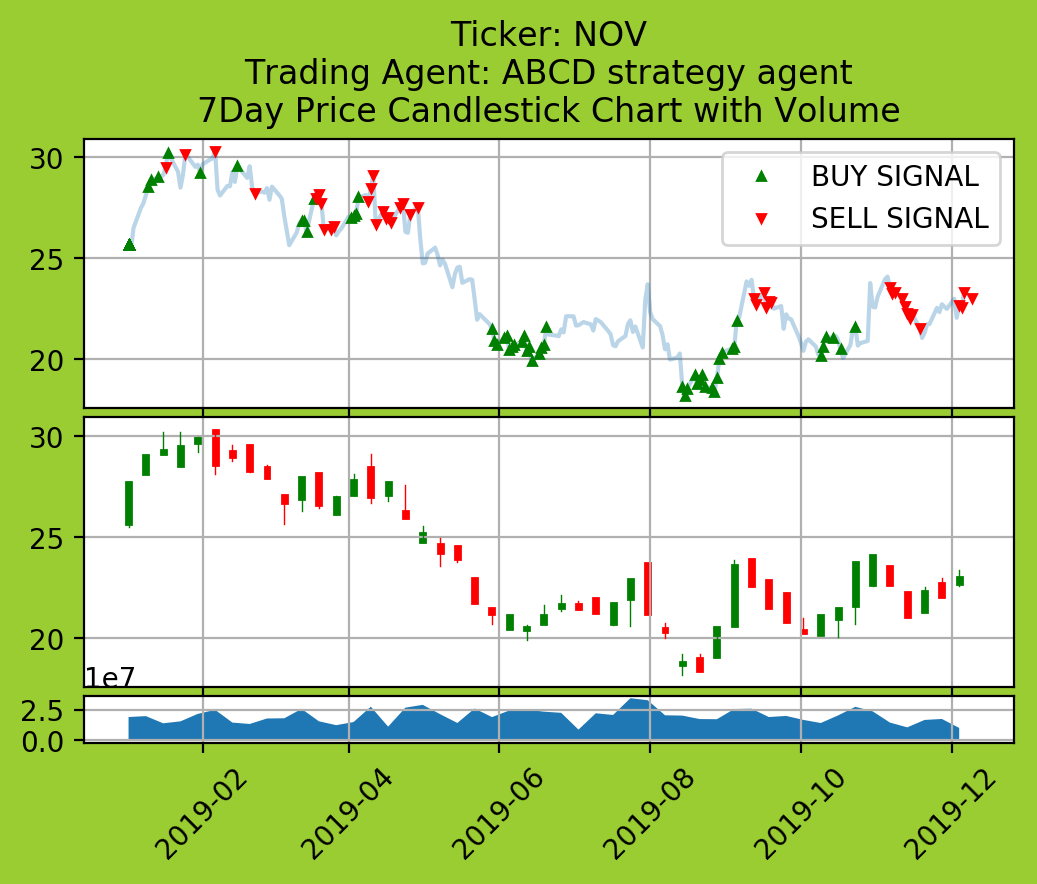 Ticker: NOV
Trading Agent: ABCD strategy agent
7Day Price Candlestick Chart with Volume
30
25
20
BUY SIGNAL
SELL SIGNAL
30
25
20
1e7
2.5
0.0
2019-02
2019-04
2019-06
2019-08
2019-10
2019-12